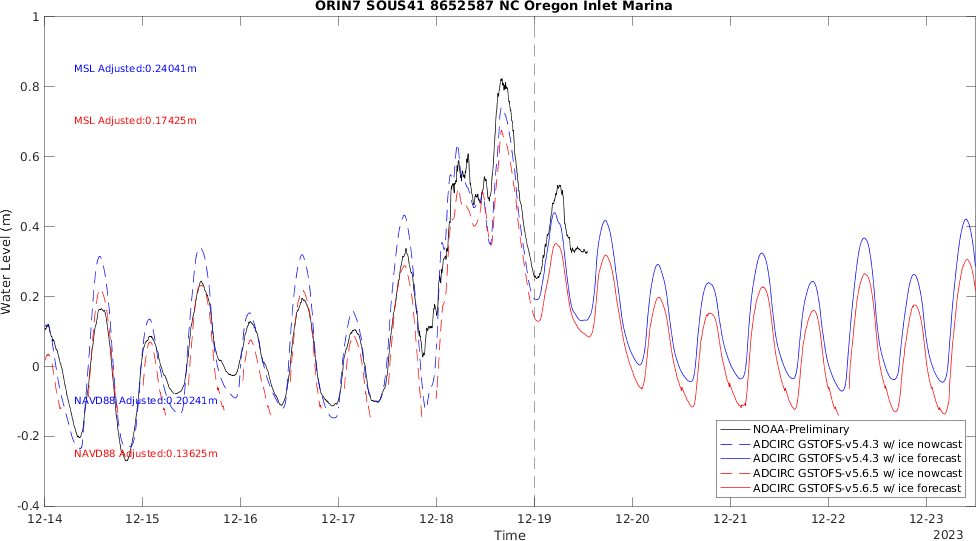 ORIN7 SOUS41 8652587 NC Oregon Inlet Marina
1
0.8
0.6
0.4
0.2
0
-0.2
-0.4
Water Level (m)
MSL Adjusted:0.24041m
MSL Adjusted:0.17425m
NAVD88 Adjusted:0.20241m
NAVD88 Adjusted:0.13625m
NOAA-Preliminary
ADCIRC GSTOFS-v5.4.3 w/ ice nowcast
ADCIRC GSTOFS-v5.4.3 w/ ice forecast
ADCIRC GSTOFS-v5.6.5 w/ ice nowcast
ADCIRC GSTOFS-v5.6.5 w/ ice forecast
12-14 12-15 12-16 12-17 12-18 12-19 12-20 12-21 12-22 12-23
Time
2023